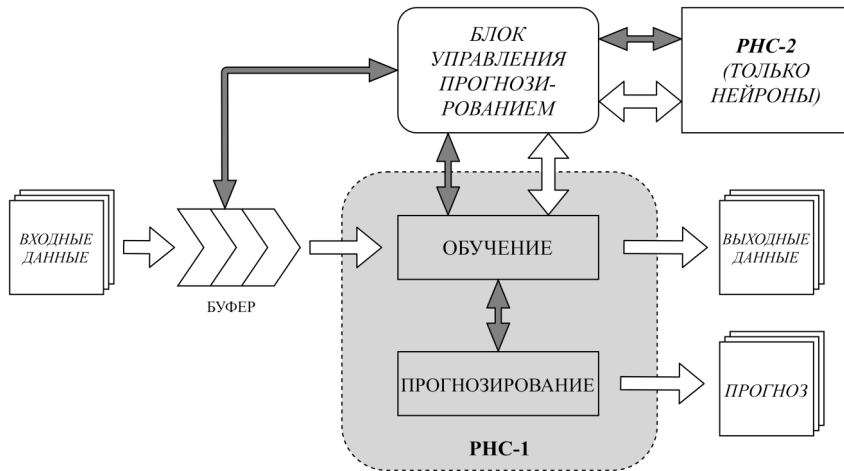 БЛОК
УПРАВЛЕНИЯ
ПРОГНОЗИ-
РОВАНИЕМ
РНС-2
(ТОЛЬКО
НЕЙРОНЫ)
ВХОДНЫЕ
ДАННЫЕ
БУФЕР
ОБУЧЕНИЕ
ВЫХОДНЫЕ
ДАННЫЕ
ПРОГНОЗИРОВАНИЕ
ПРОГНОЗ
РНС-1